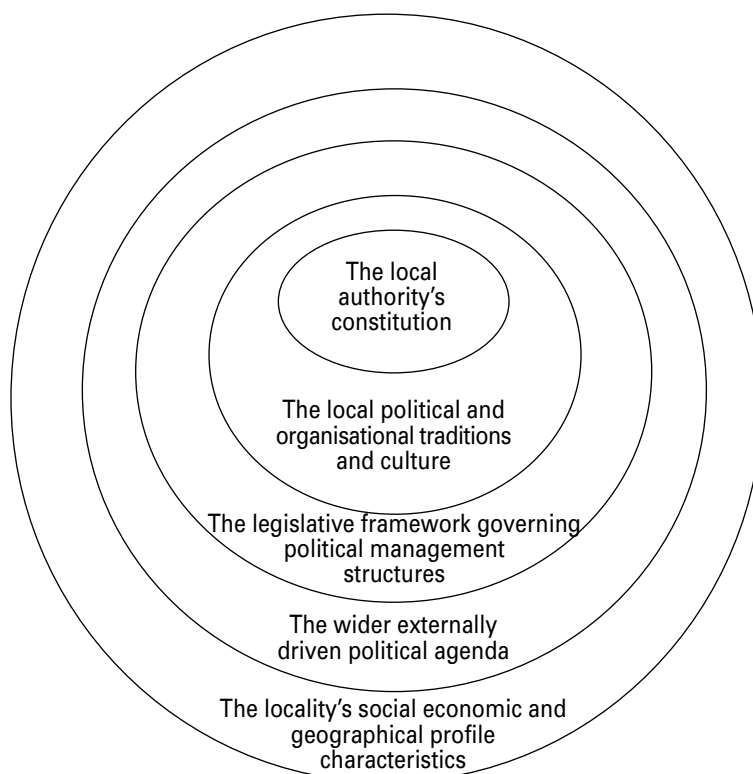 The local
authority’s
constitution
The local political and
organisational traditions
and culture
The legislative framework governing
political management
structures
The wider externally
driven political agenda
The locality’s social economic and
geographical profile
characteristics